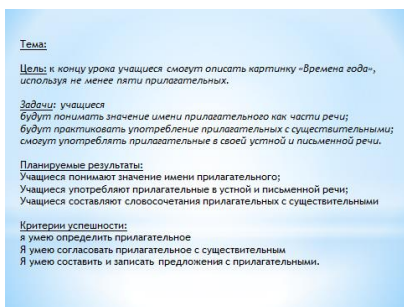 Тема:
Цель: к концу урока учащиеся смогут описать картинку «Времена года»,
используя не менее пяти прилагательных.
Задачи: учащиеся
будут понимать значение имени прилагательного как части речи;
будут практиковать употребление прилагательных с существительными;
смогут употреблять прилагательные в своей устной и письменной речи.
Планируемые результаты:
Учащиеся понимают значение имени прилагательного;
Учащиеся употребляют прилагательные в устной и письменной речи;
Учащиеся составляют словосочетания прилагательных с существительными
Критерии успешности:
я умею определить прилагательное
Я умею согласовать прилагательное с существительным
Я умею составить и записать предложения с прилагательными.